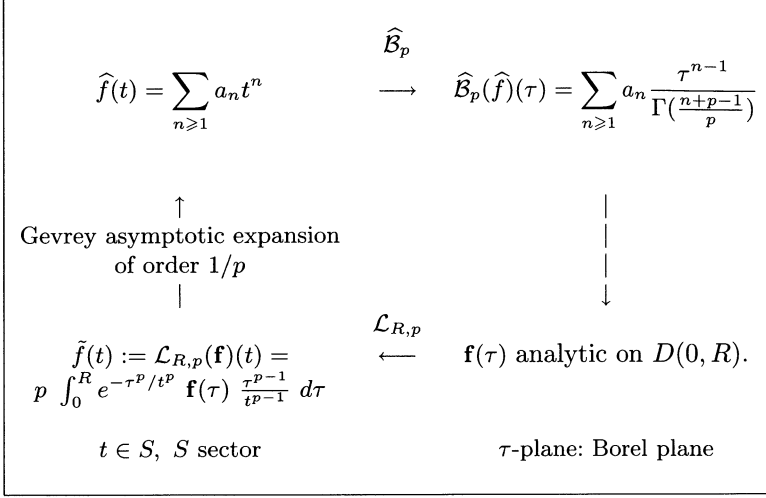 $\widehat{\mathcal{B}}_p$
$\widehat{f}(t) = \sum_{n \geqslant 1} a_n t^n$ ⟶ $\widehat{\mathcal{B}}_p(\widehat{f})(\tau) = \sum_{n \geqslant 1} a_n \frac{\tau^{n-1}}{\Gamma(\frac{n+p-1}{p})}$
Gevrey asymptotic expansion
of order 1/p
$\mathcal{L}_{R,p}$
$\tilde{f}(t) := \mathcal{L}_{R,p}(\mathbf{f})(t) =$ ⟵ $\mathbf{f}(\tau)$ analytic on $D(0, R)$.
$p \int_0^R e^{-\tau^p/t^p} \mathbf{f}(\tau) \frac{\tau^{p-1}}{t^{p-1}} d\tau$
$t \in S$, $S$ sector
$\tau$-plane: Borel plane